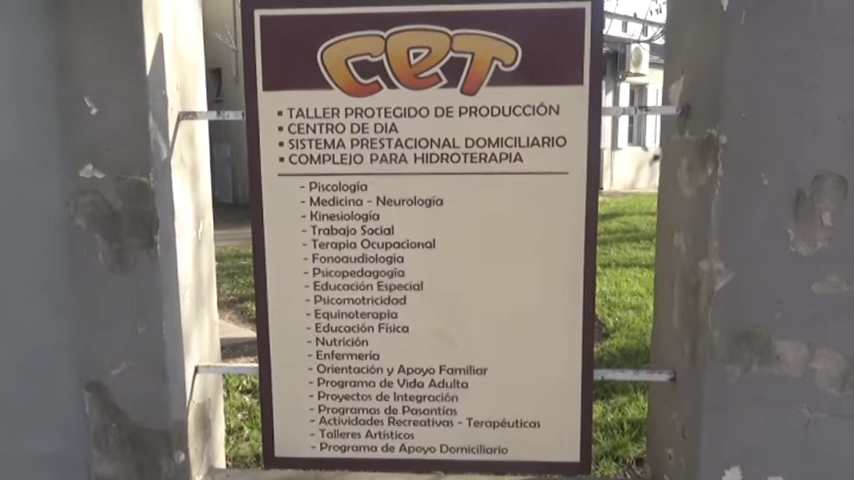 CET
▪ TALLER PROTEGIDO DE PRODUCCIÓN
▪ CENTRO DE DIA
▪ SISTEMA PRESTACIONAL DOMICILIARIO
▪ COMPLEJO PARA HIDROTERAPIA
- Piscología
- Medicina - Neurología
- Kinesiología
- Trabajo Social
- Terapia Ocupacional
- Fonoaudiología
- Psicopedagogía
- Educación Especial
- Psicomotricidad
- Equinoterapia
- Educación Física
- Nutrición
- Enfermería
- Orientación y Apoyo Familiar
- Programa de Vida Adulta
- Proyectos de Integración
- Programas de Pasantías
- Actividades Recreativas - Terapéuticas
- Talleres Artísticos
- Programa de Apoyo Domiciliario